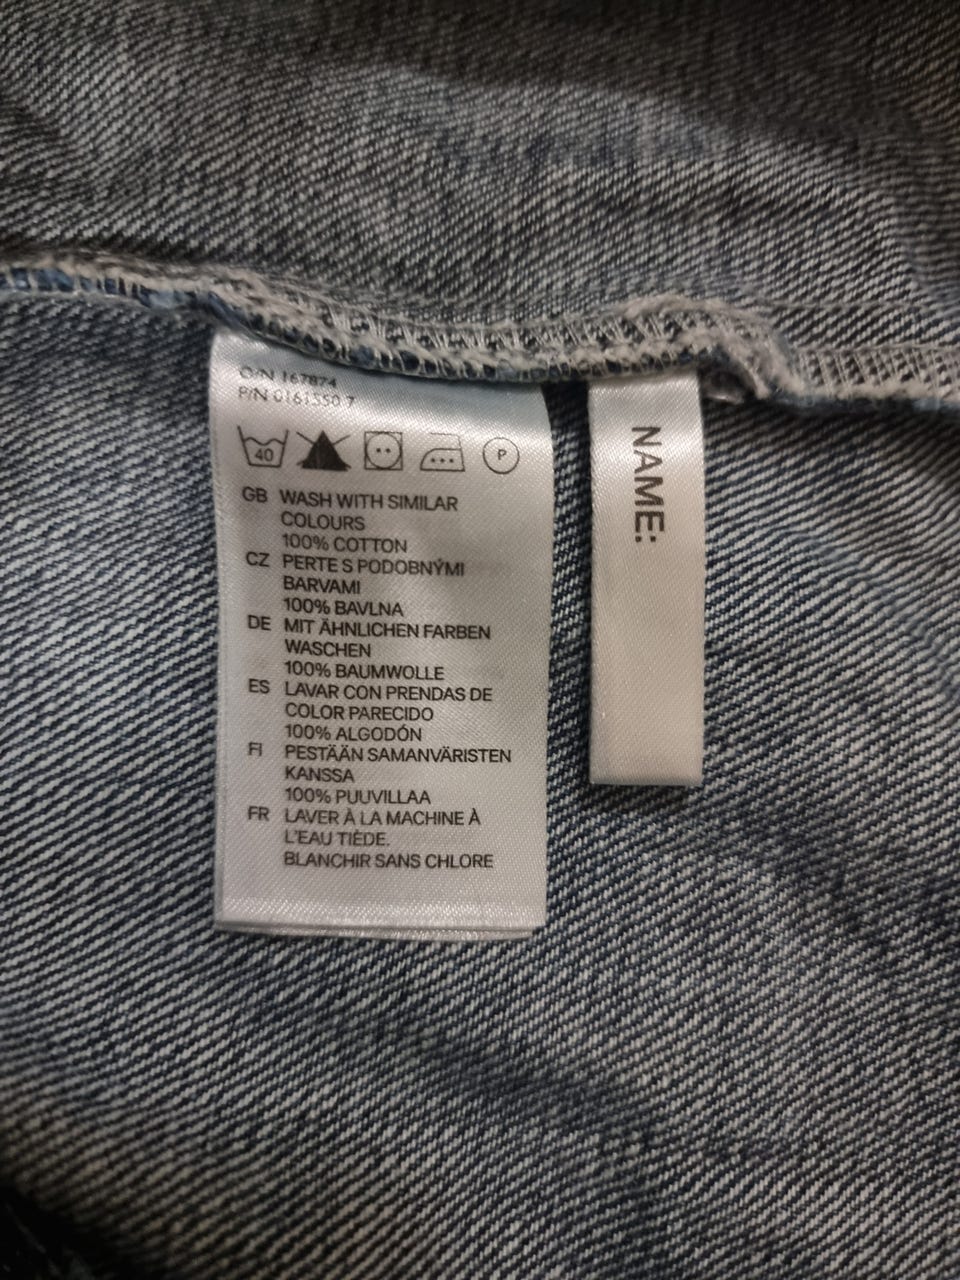 O/N 167874
P/N 0161550 7
40 P
GB WASH WITH SIMILAR
COLOURS
100% COTTON
CZ PERTE S PODOBNÝMI
BARVAMI
100% BAVLNA
DE MIT ÄHNLICHEN FARBEN
WASCHEN
100% BAUMWOLLE
ES LAVAR CON PRENDAS DE
COLOR PARECIDO
100% ALGODÓN
FI PESTÄÄN SAMANVÄRISTEN
KANSSA
100% PUUVILLAA
FR LAVER À LA MACHINE À
L'EAU TIÈDE.
BLANCHIR SANS CHLORE
NAME: